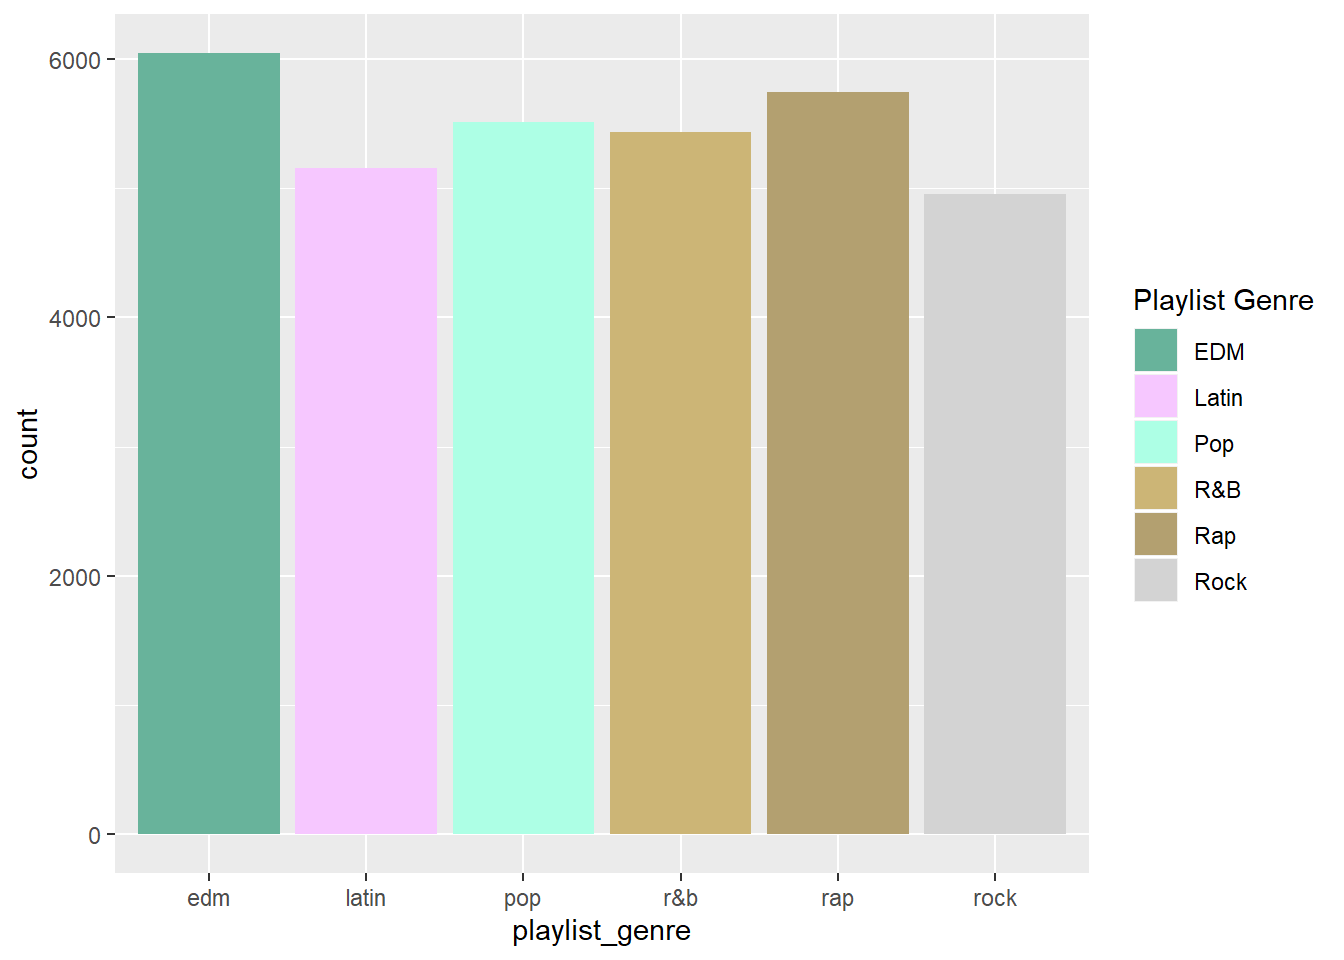 6000
4000
2000
0
count
edm latin pop r&b rap rock
playlist_genre
Playlist Genre
EDM
Latin
Pop
R&B
Rap
Rock